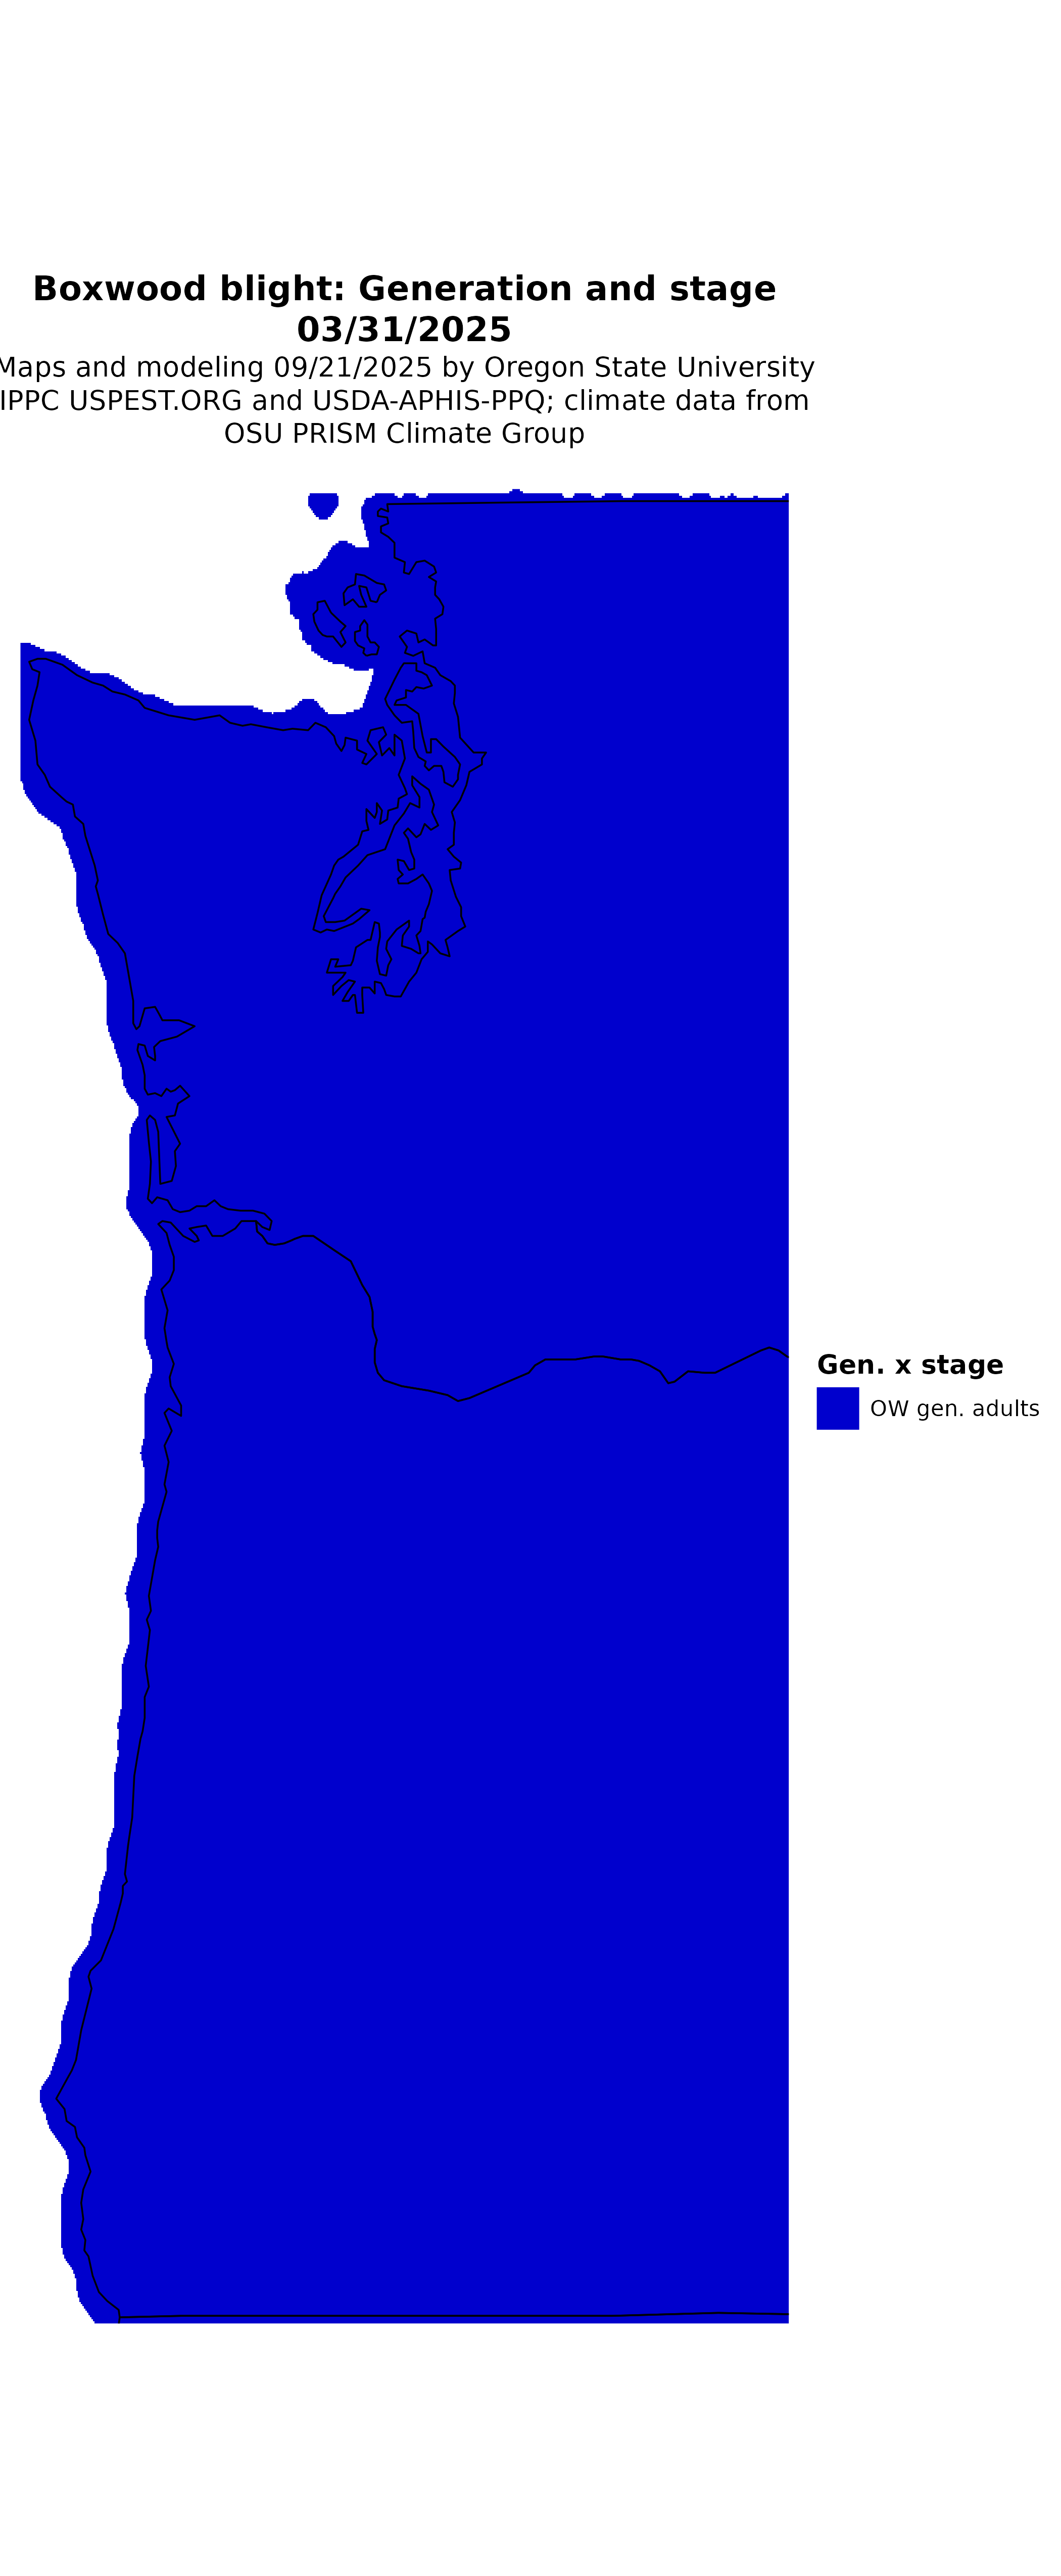 Boxwood blight: Generation and stage
03/31/2025
Maps and modeling 09/21/2025 by Oregon State University
IPPC USPEST.ORG and USDA-APHIS-PPQ; climate data from
OSU PRISM Climate Group
Gen. x stage
OW gen. adults